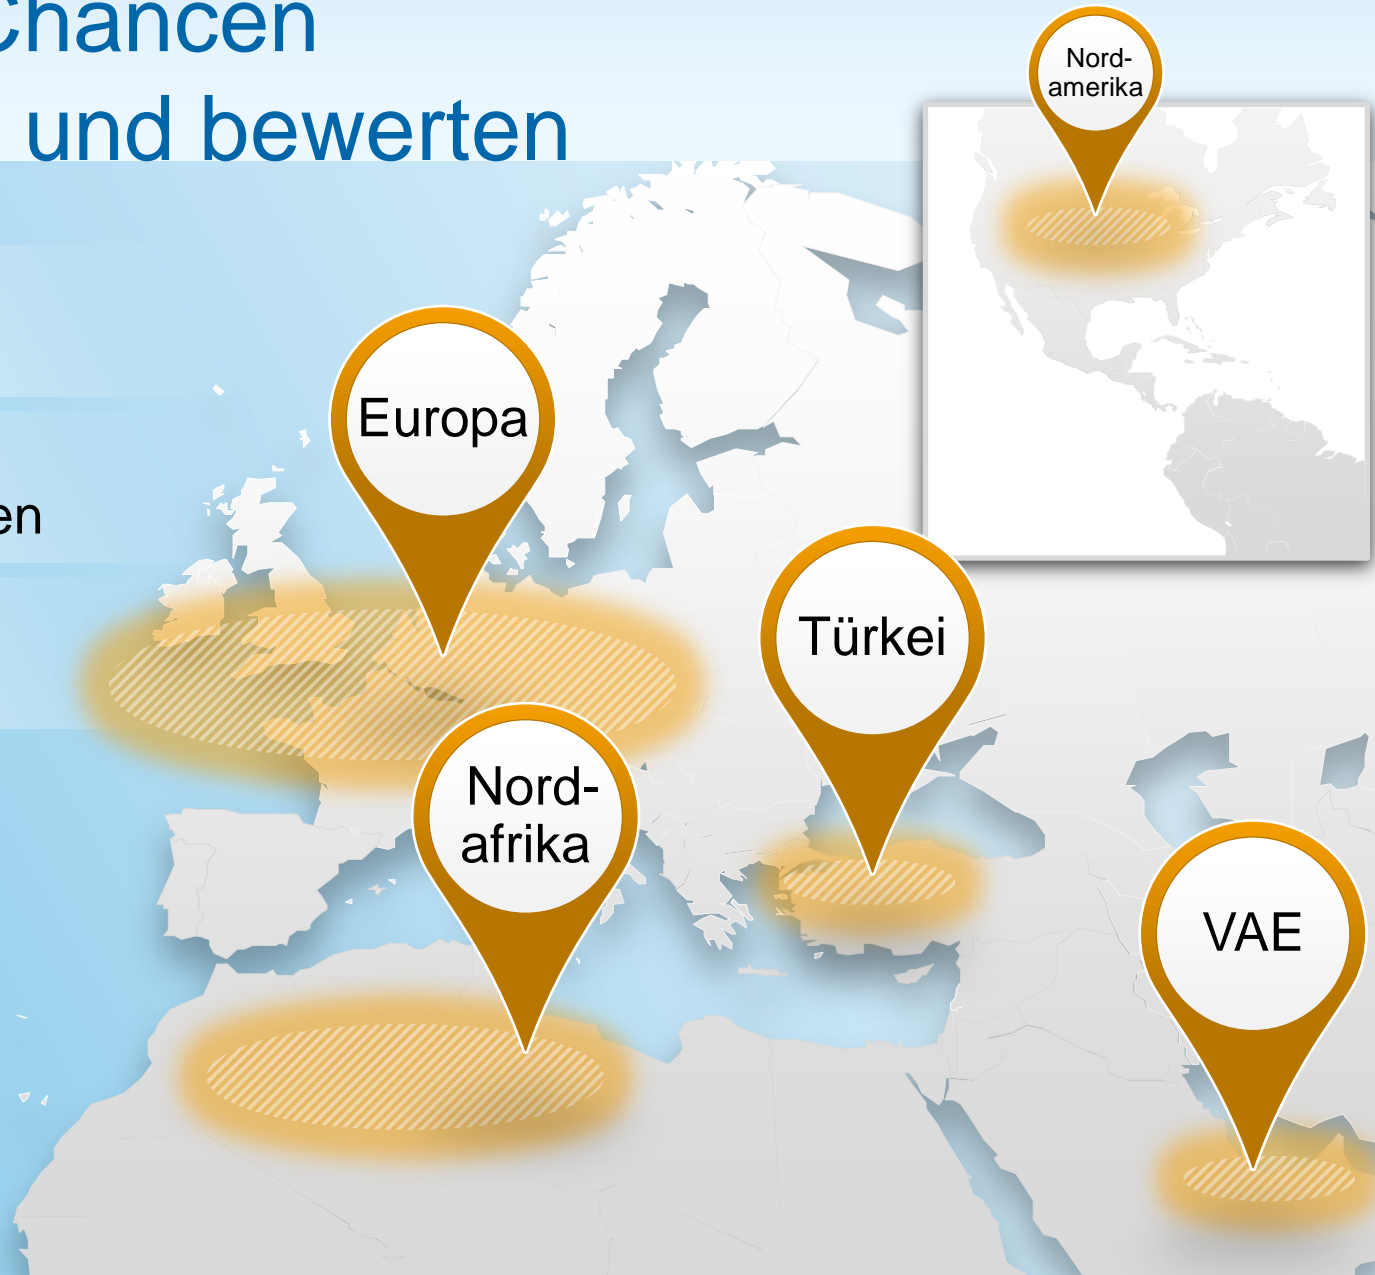 Chancen
und bewerten
Nord-
amerika
Europa
en
Türkei
Nord-
afrika
VAE